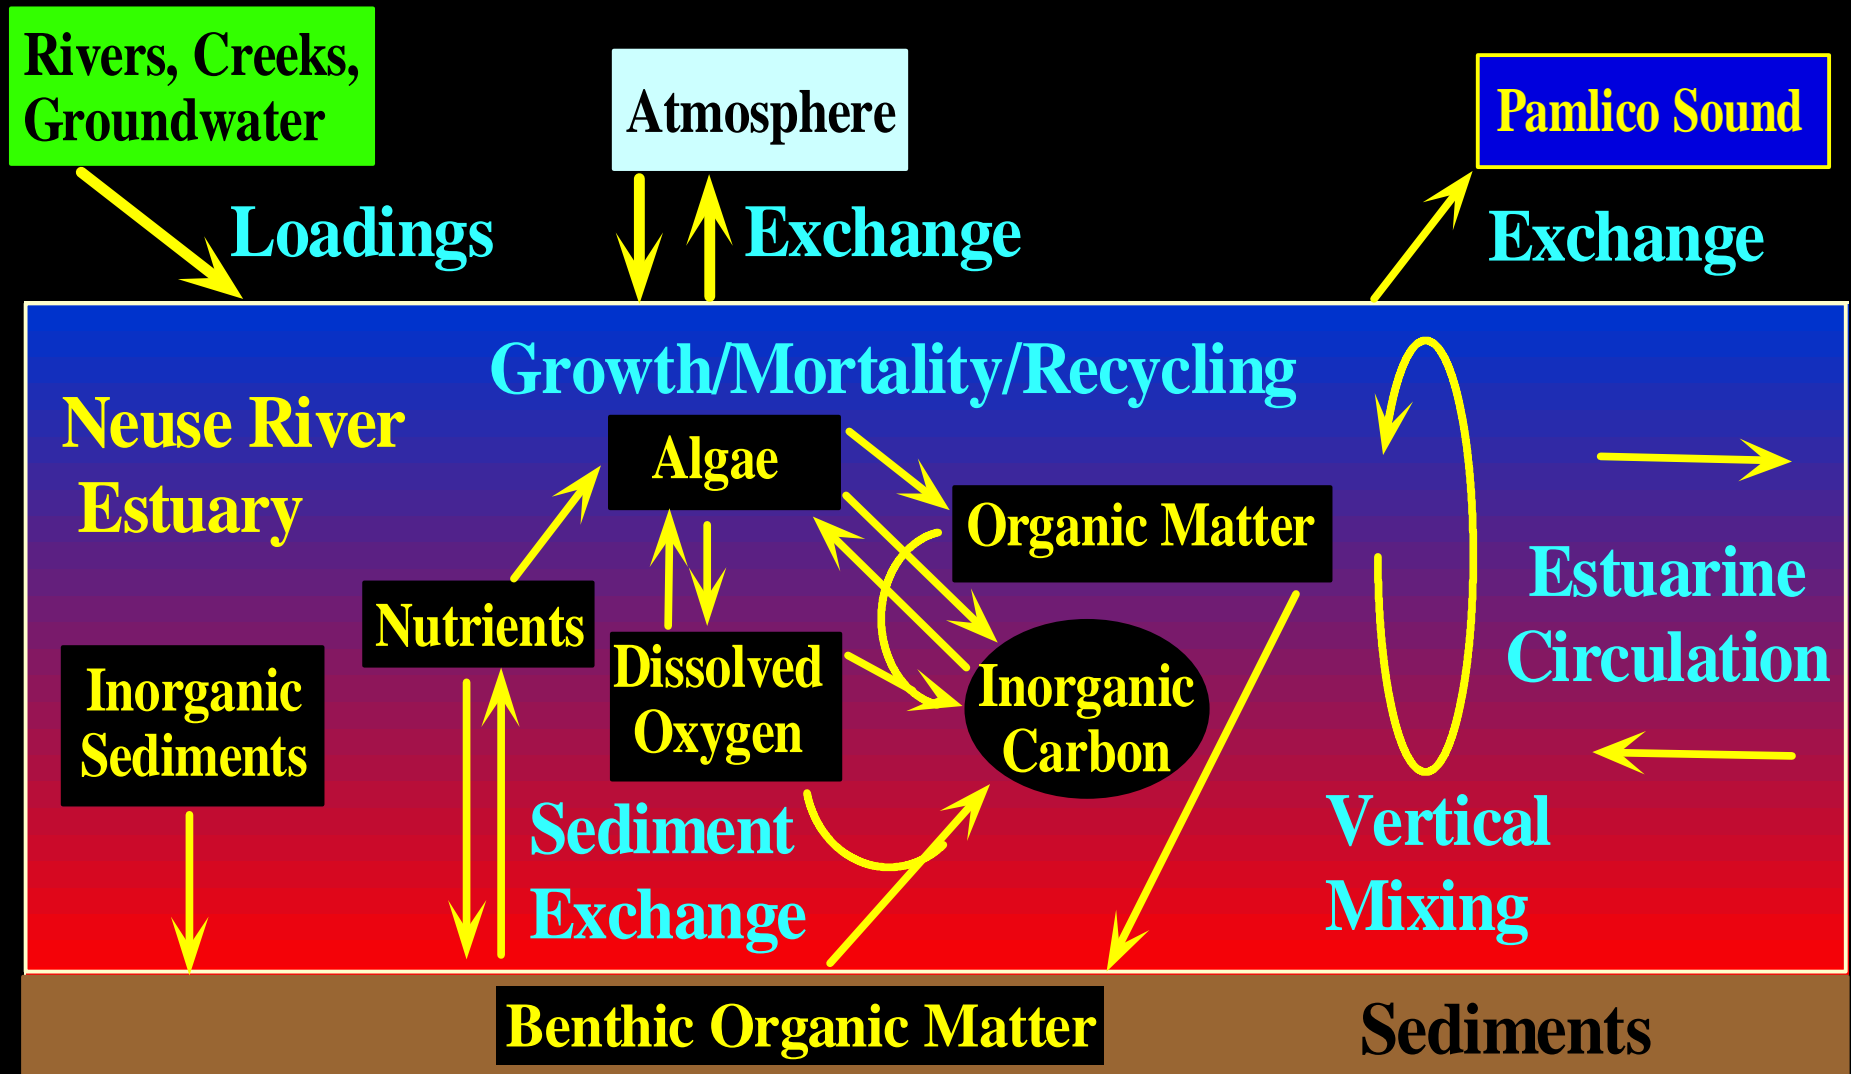 Rivers, Creeks,
Groundwater
Atmosphere
Pamlico Sound
Loadings
Exchange
Exchange
Growth/Mortality/Recycling
Neuse River
Estuary
Algae
Organic Matter
Nutrients
Dissolved
Oxygen
Inorganic
Sediments
Inorganic
Carbon
Estuarine
Circulation
Sediment
Exchange
Vertical
Mixing
Benthic Organic Matter
Sediments